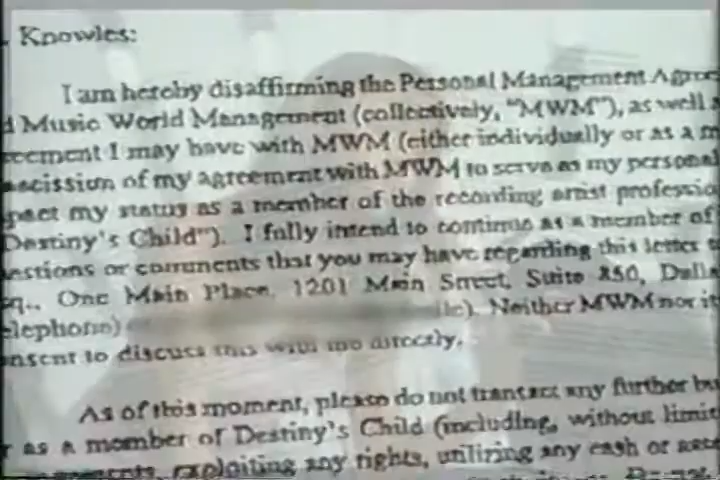 . Knowles:
I am hereby disaffirming the Personal Management Agree
d Music World Management (collectively, "MWM"), as well a
reement I may have with MWM (either individually or as a m
scission of my agreement with MWM to serve as my personal
pact my status as a member of the recording artist professio
Destiny's Child"). I fully intend to continue as a member of
estions or comments that you may have regarding this letter
sq., One Main Place, 1201 Main Street, Suite 850, Dall
elephone) ile). Neither MWM nor it
nsent to discuss this with me directly.
As of this moment, please do not transact any further bu
r as a member of Destiny's Child (including, without limit
exploiting any rights, utilizing any cash or asse